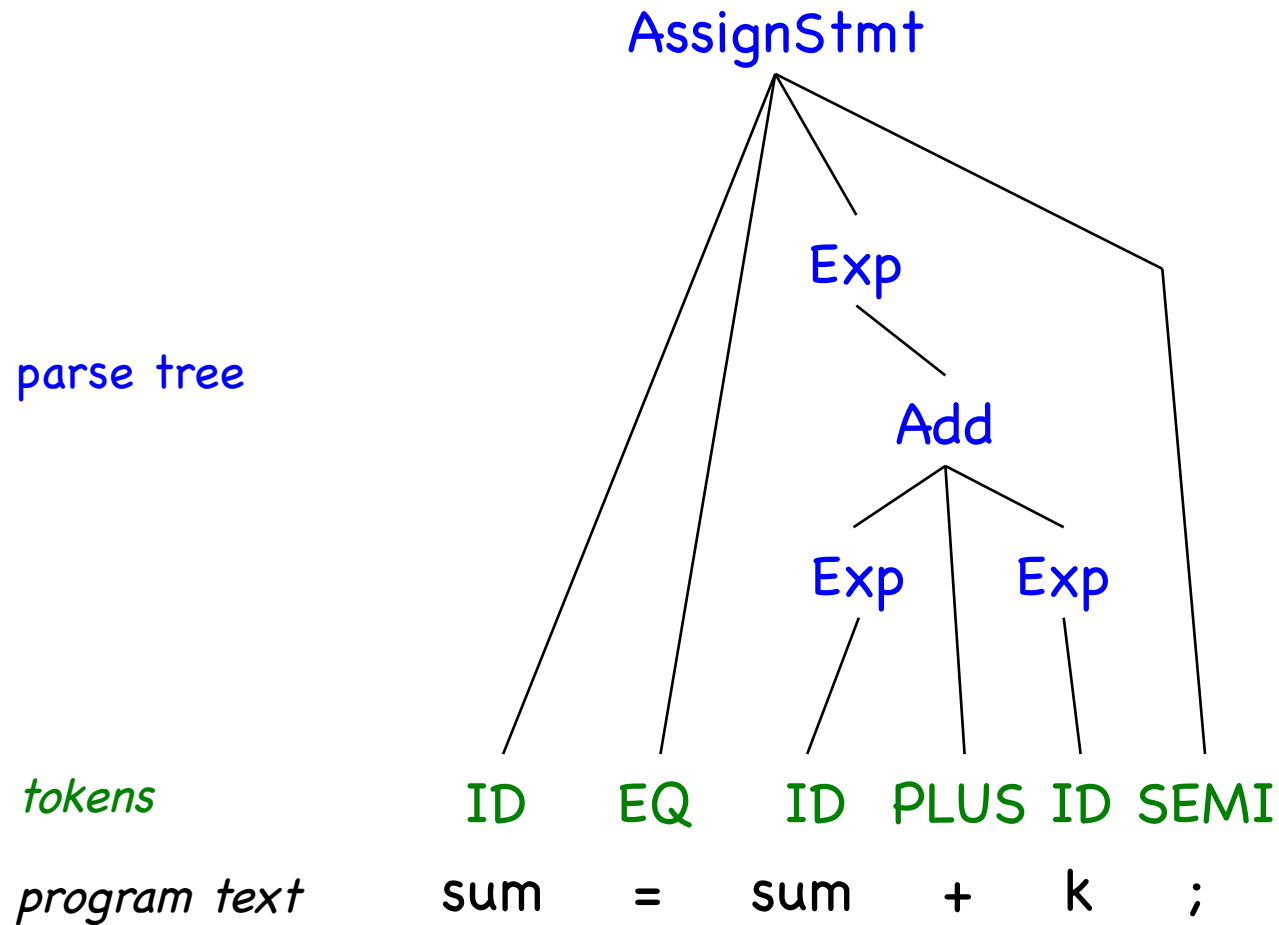 AssignStmt
Exp
parse tree
Add
Exp Exp
tokens ID EQ ID PLUS ID SEMI
program text sum = sum + k ;